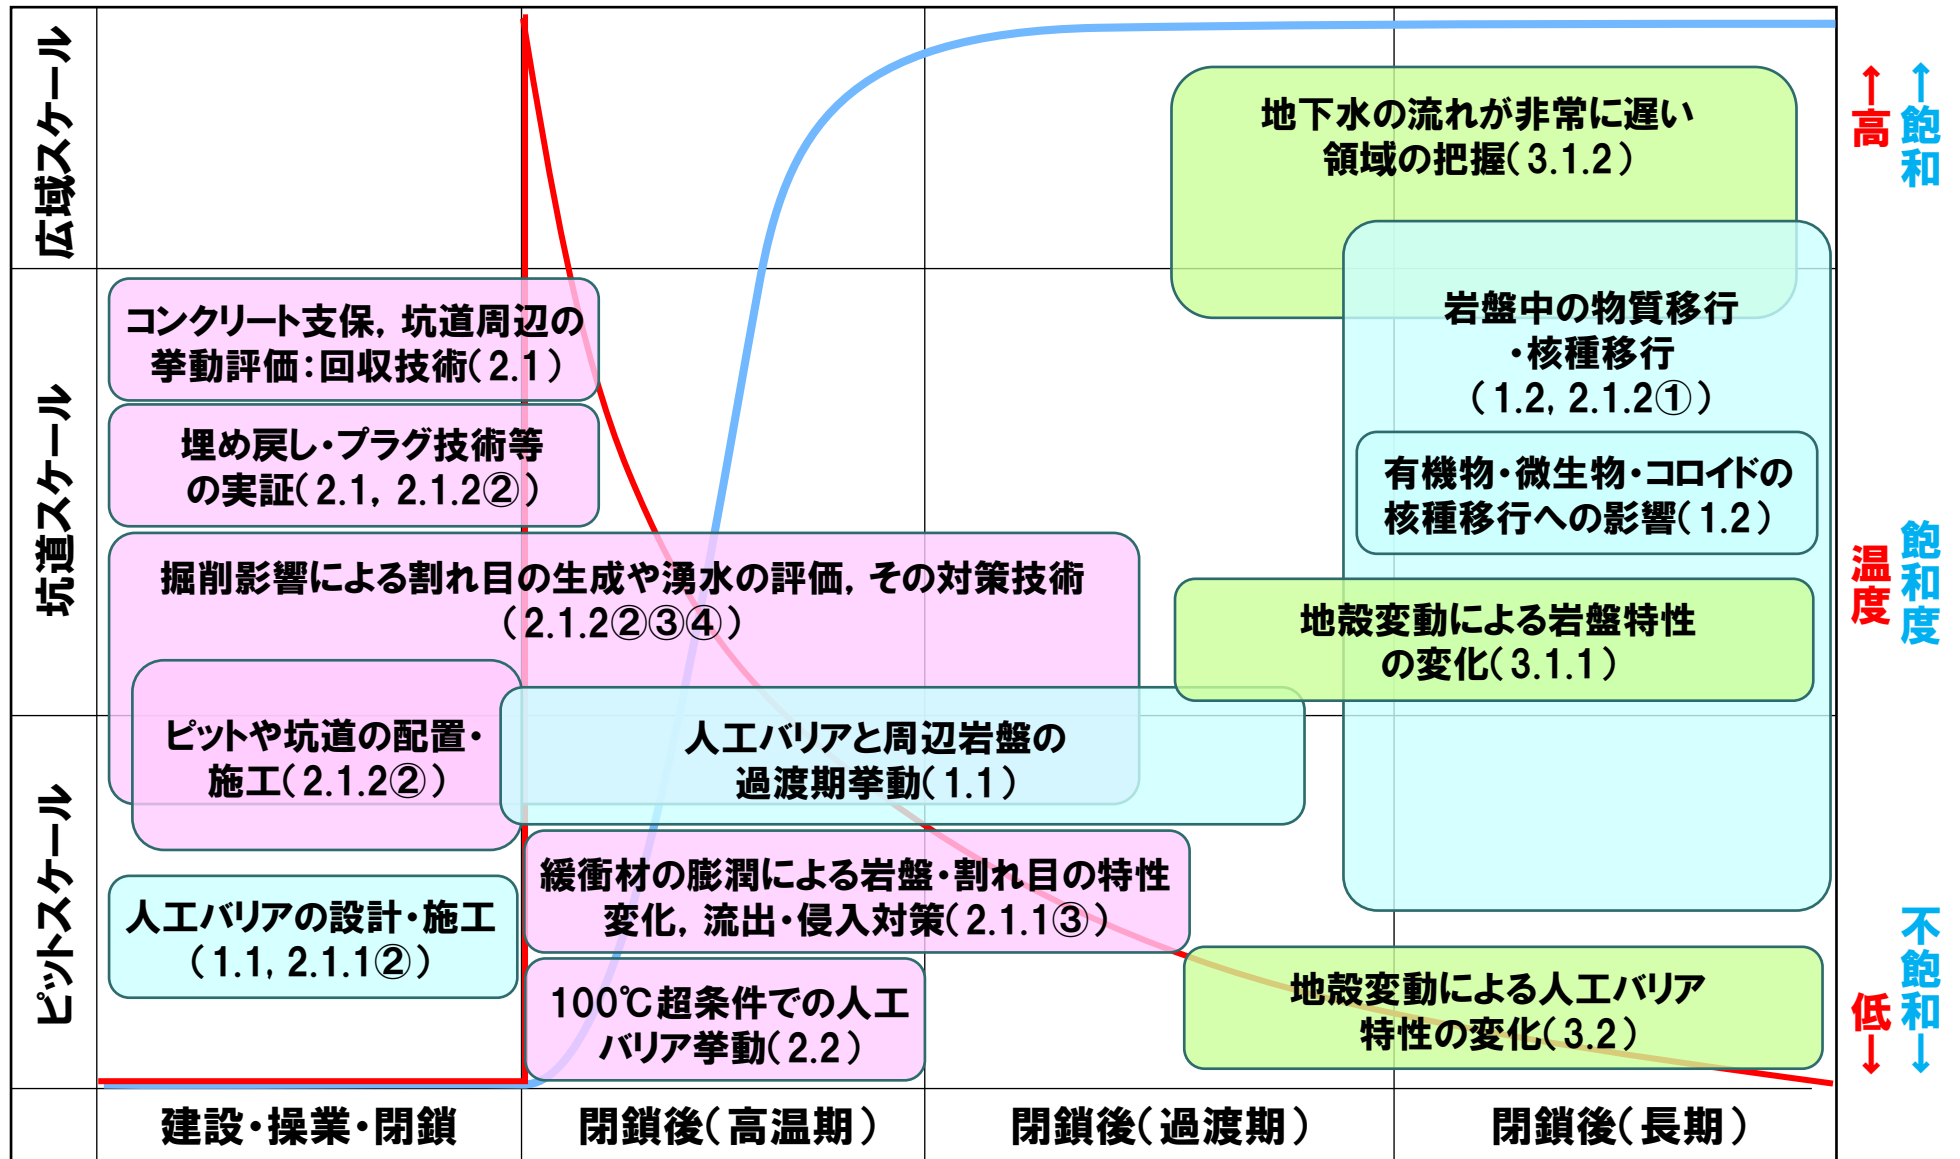 広域スケール
坑道スケール
ピットスケール
地下水の流れが非常に遅い
領域の把握(3.1.2)
コンクリート支保, 坑道周辺の
挙動評価:回収技術(2.1)
岩盤中の物質移行
・核種移行
(1.2, 2.1.2①)
埋め戻し・プラグ技術等
の実証(2.1, 2.1.2②)
有機物・微生物・コロイドの
核種移行への影響(1.2)
掘削影響による割れ目の生成や湧水の評価, その対策技術
(2.1.2②③④)
地殻変動による岩盤特性
の変化(3.1.1)
ピットや坑道の配置・
施工(2.1.2②)
人工バリアと周辺岩盤の
過渡期挙動(1.1)
緩衝材の膨潤による岩盤・割れ目の特性
変化, 流出・侵入対策(2.1.1③)
人工バリアの設計・施工
(1.1, 2.1.1②)
100℃超条件での人工
バリア挙動(2.2)
地殻変動による人工バリア
特性の変化(3.2)
建設・操業・閉鎖
閉鎖後(高温期)
閉鎖後(過渡期)
閉鎖後(長期)
←高
温度
低→
←飽和
飽和度
不飽和→